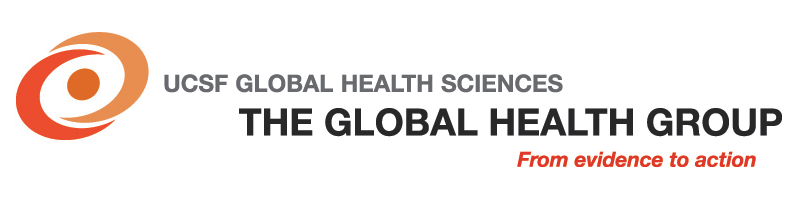 UCSF GLOBAL HEALTH SCIENCES
THE GLOBAL HEALTH GROUP
From evidence to action